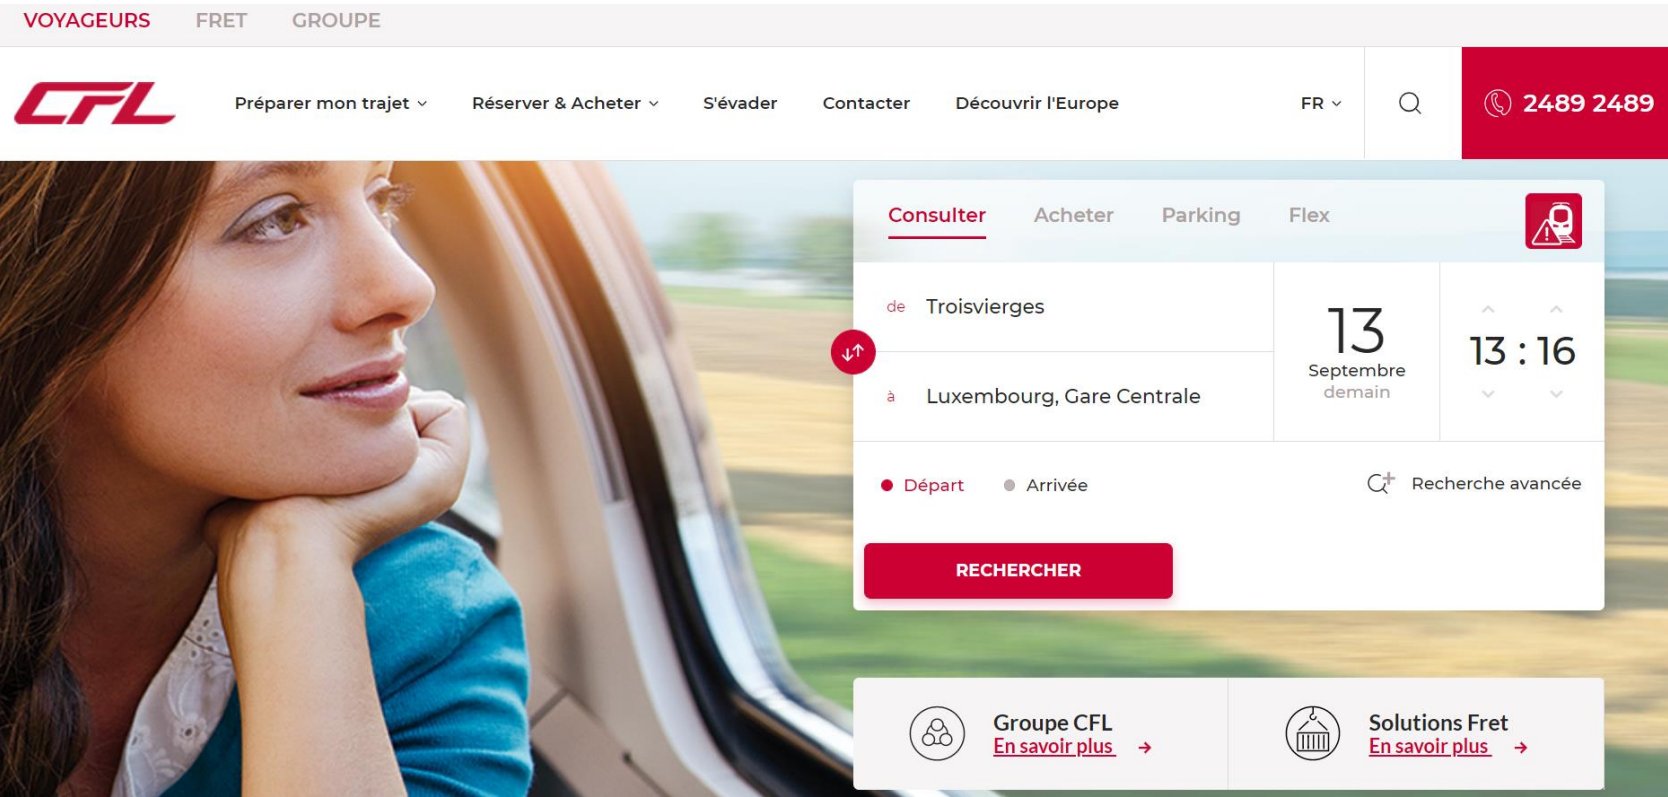 VOYAGEURS FRET GROUPE
CFL Préparer mon trajet Réserver & Acheter S'évader Contacter Découvrir l'Europe FR 2489 2489
Consulter Acheter Parking Flex
de Troisvierges
à Luxembourg, Gare Centrale
13
Septembre
demain
13 : 16
Départ Arrivée Recherche avancée
RECHERCHER
Groupe CFL
En savoir plus
Solutions Fret
En savoir plus